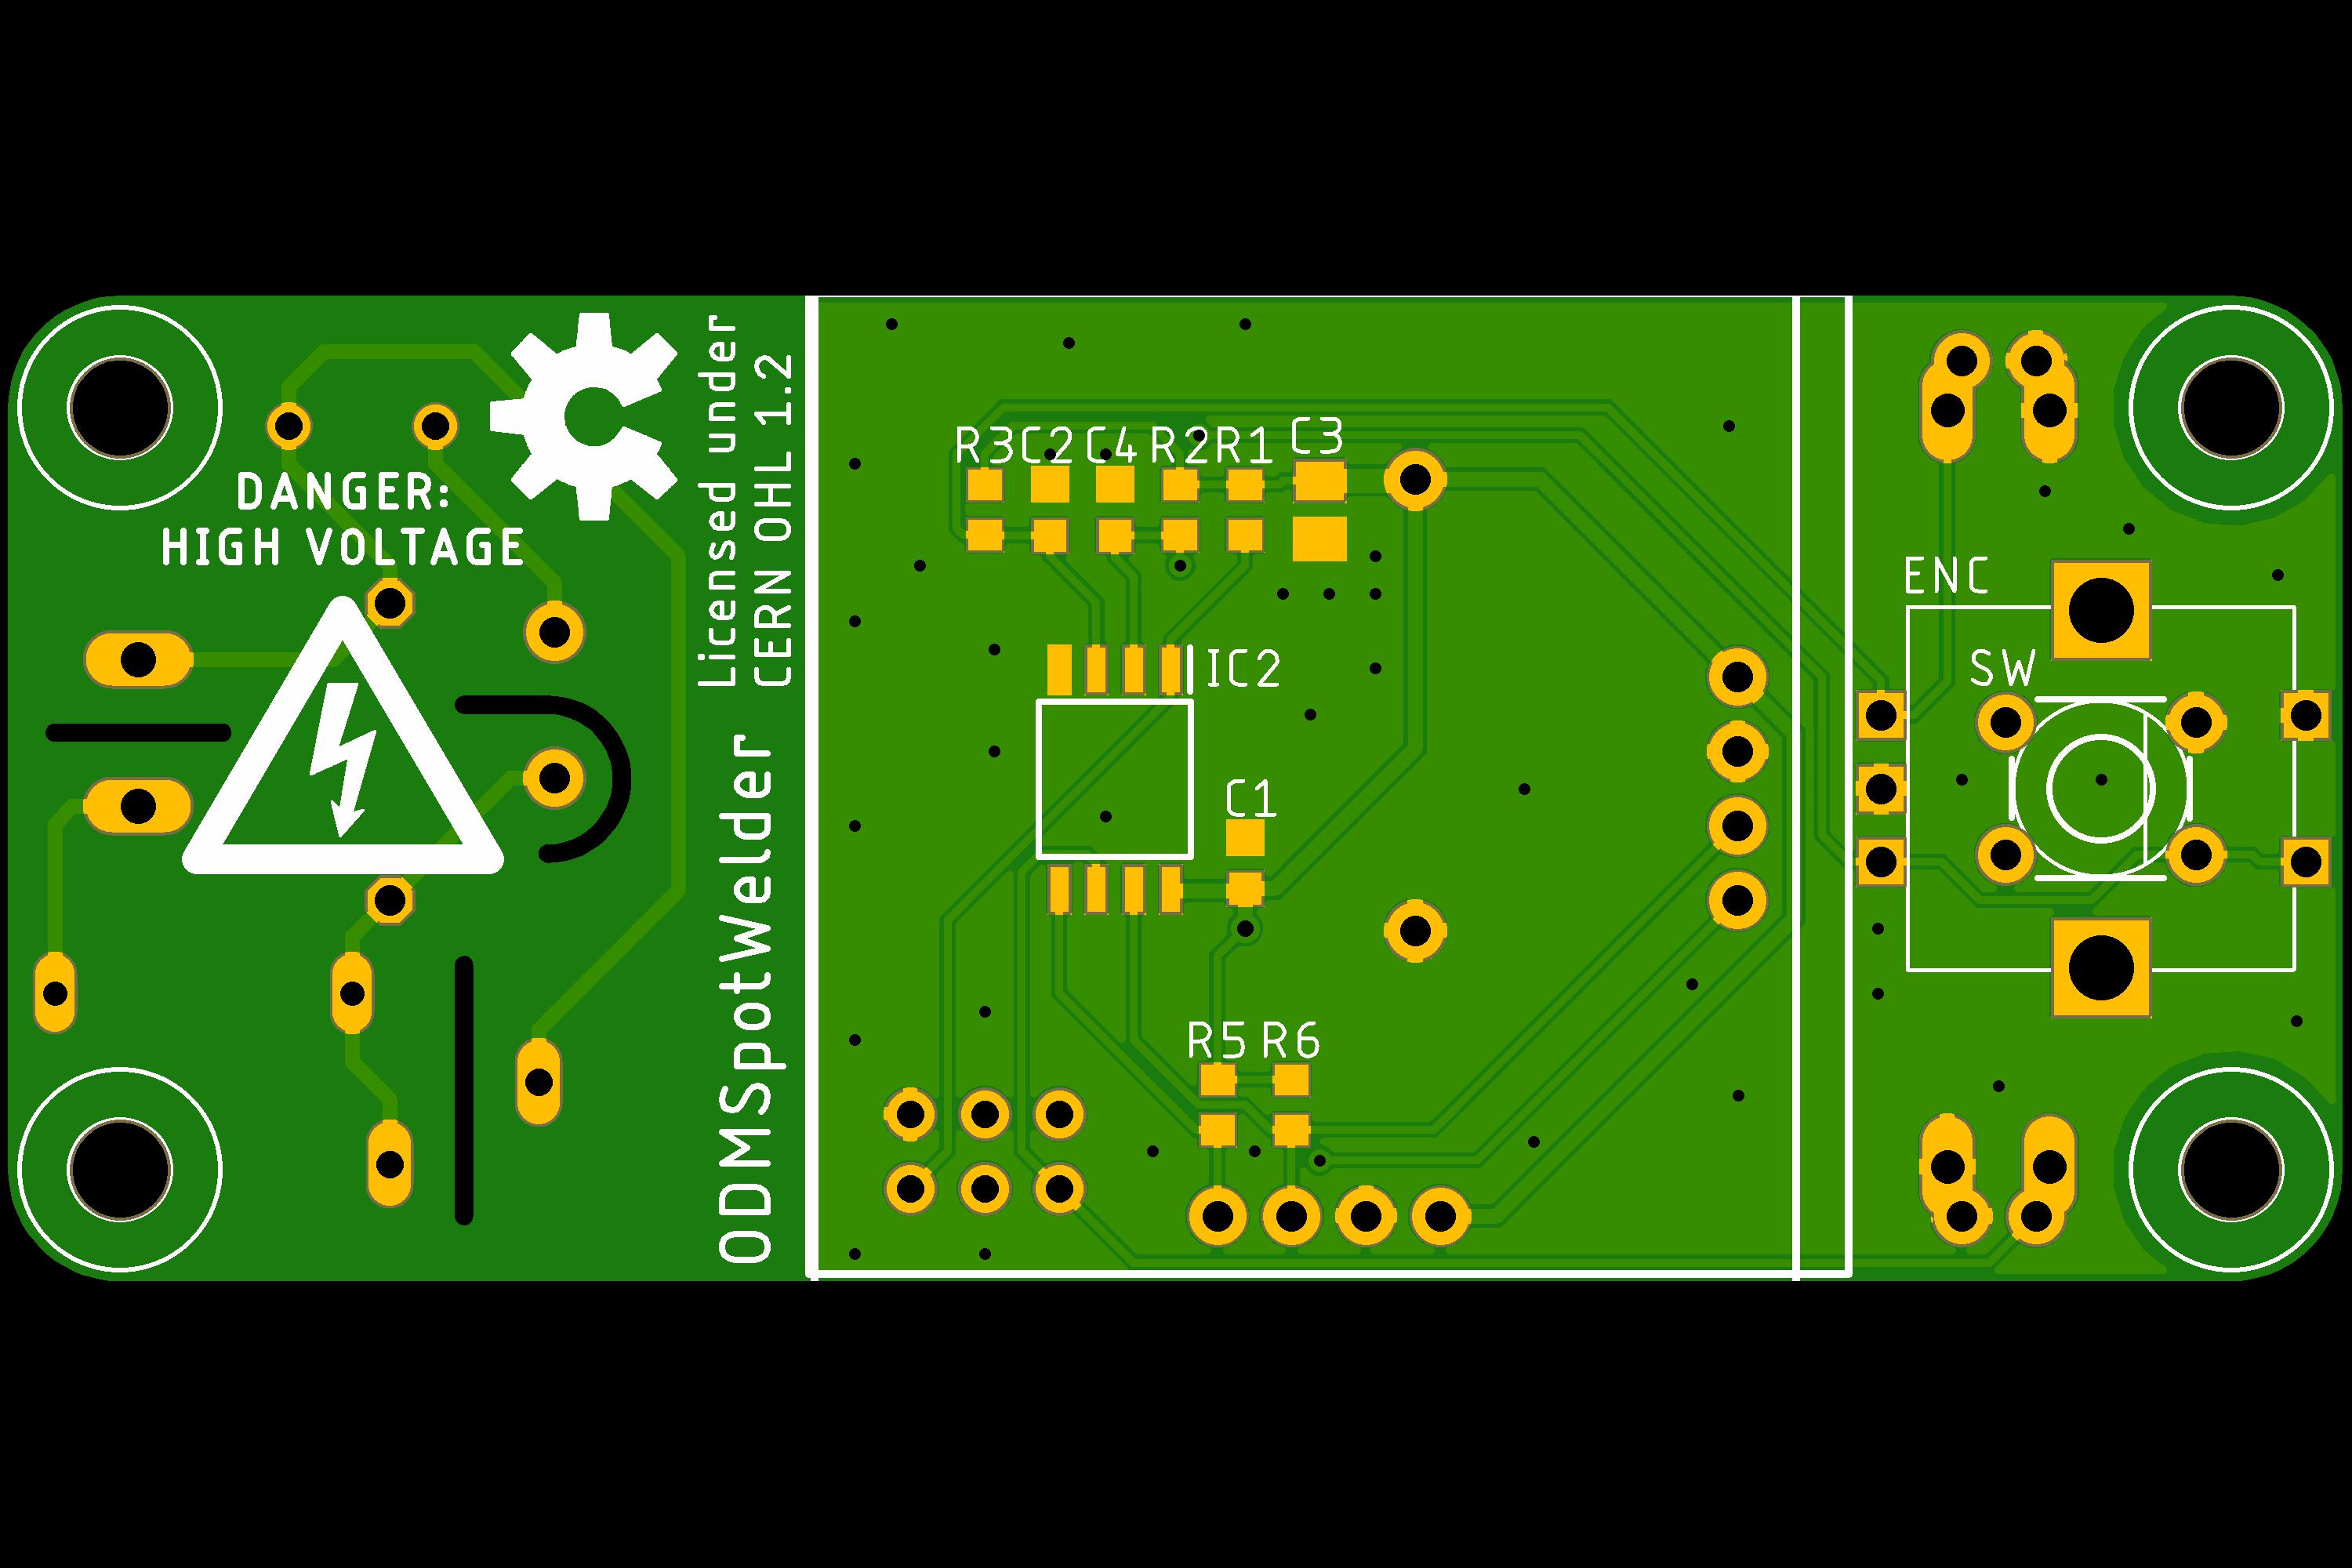 DANGER:
HIGH VOLTAGE
Licensed under
CERN OHL 1.2
ODMSpotWelder
R3 C2 C4 R2 R1 C3
IC2
C1
R5 R6
ENC
SW